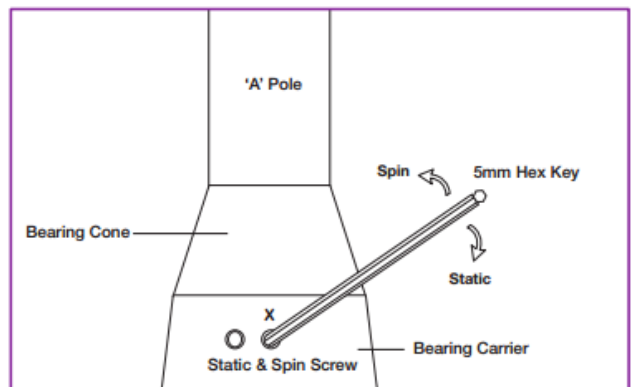 ‘A’ Pole
Spin
5mm Hex Key
Bearing Cone
Static
X
Static & Spin Screw
Bearing Carrier